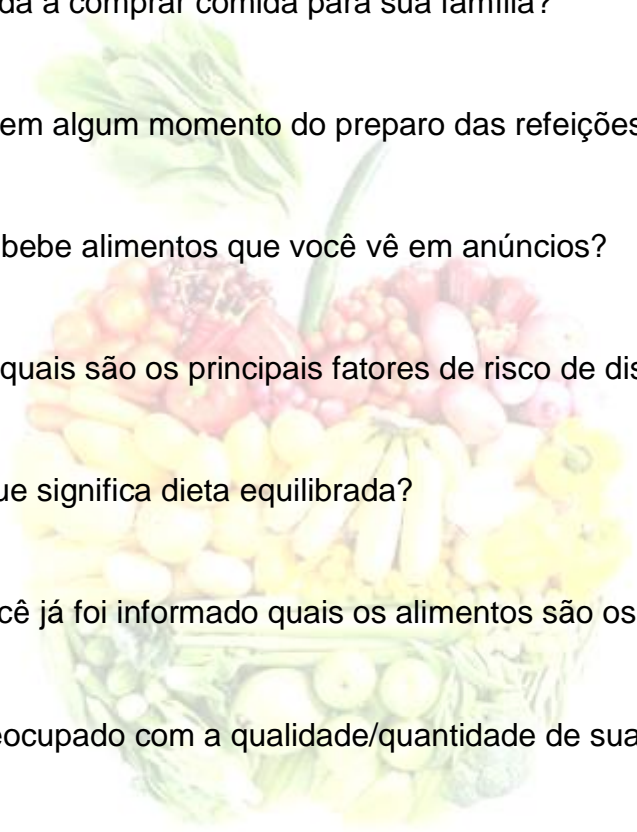 da a comprar comida para sua família?
em algum momento do preparo das refeições
bebe alimentos que você vê em anúncios?
quais são os principais fatores de risco de dis
ue significa dieta equilibrada?
cê já foi informado quais os alimentos são os
eocupado com a qualidade/quantidade de sua